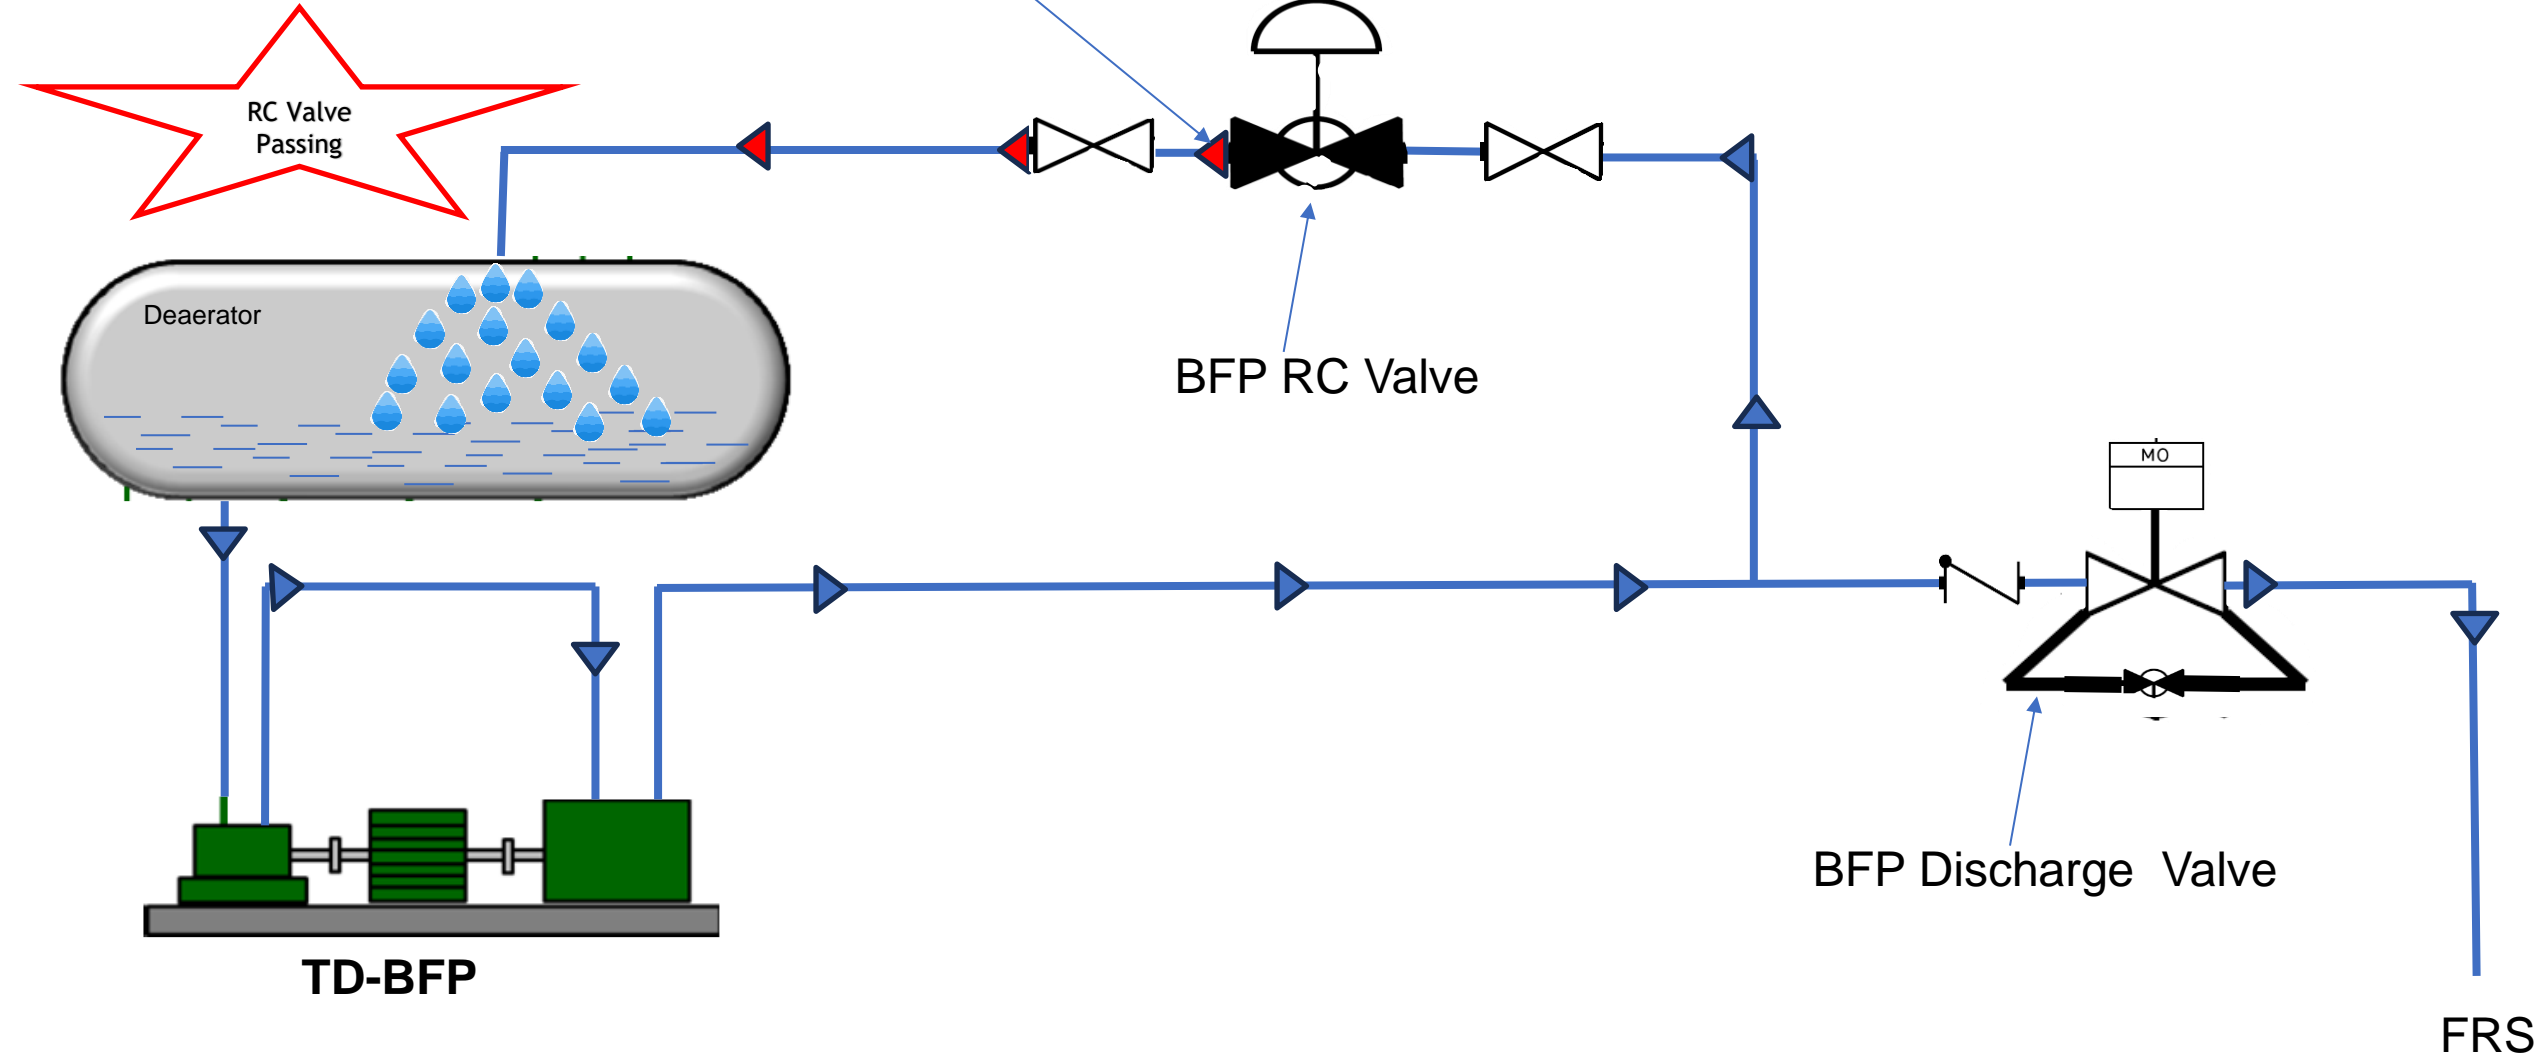 RC Valve
Passing
Deaerator
BFP RC Valve
MO
BFP Discharge  Valve
TD-BFP
FRS